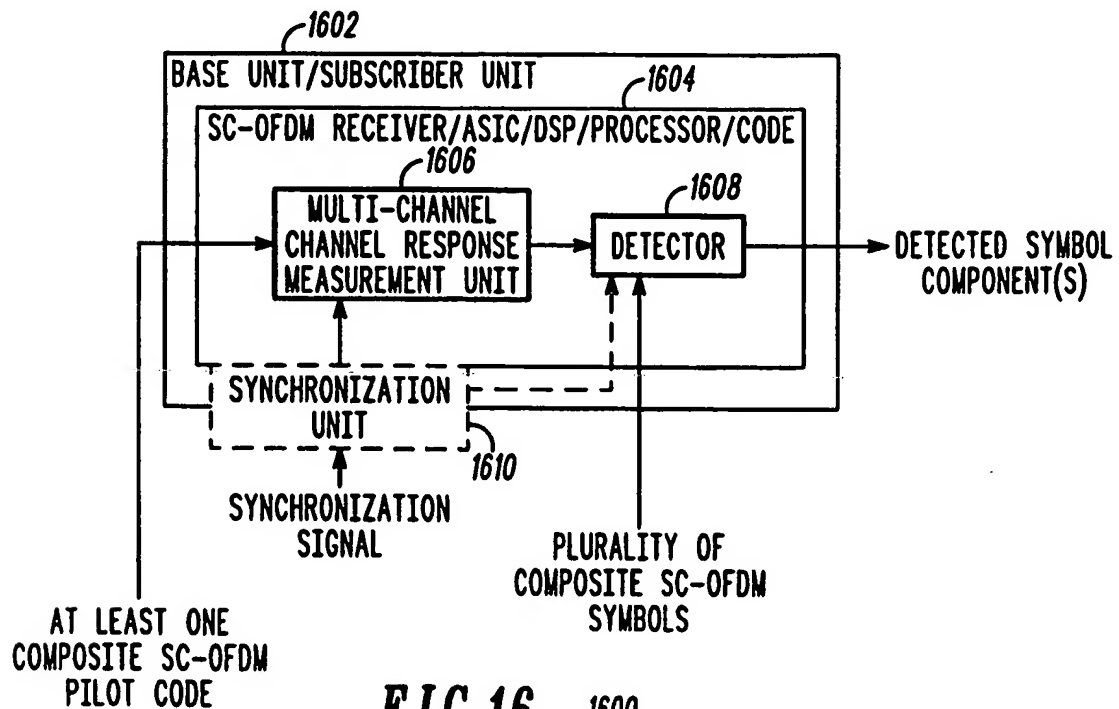 1602
BASE UNIT/SUBSCRIBER UNIT
1604
SC-OFDM RECEIVER/ASIC/DSP/PROCESSOR/CODE
1606
MULTI-CHANNEL
CHANNEL RESPONSE
MEASUREMENT UNIT
1608
DETECTOR
DETECTED SYMBOL
COMPONENT(S)
SYNCHRONIZATION
UNIT
1610
SYNCHRONIZATION
SIGNAL
PLURALITY OF
COMPOSITE SC-OFDM
SYMBOLS
AT LEAST ONE
COMPOSITE SC-OFDM
PILOT CODE
FIG.16
1600